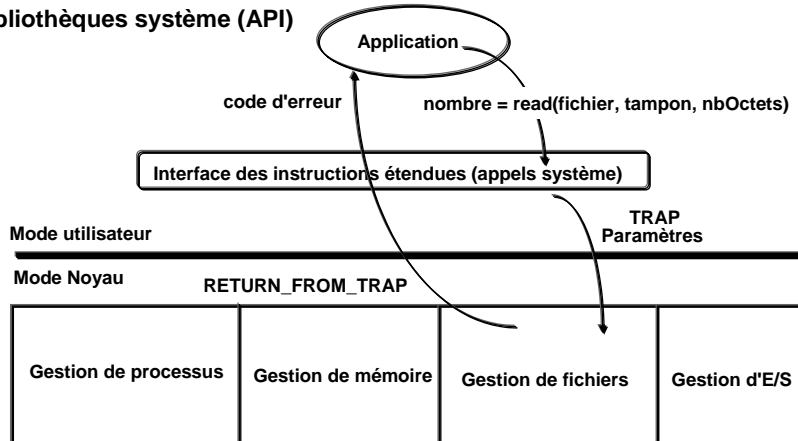 bliothèques système (API)
Application
code d'erreur
nombre = read(fichier, tampon, nbOctets)
Interface des instructions étendues (appels système)
TRAP
Paramètres
Mode utilisateur
Mode Noyau
RETURN_FROM_TRAP
Gestion de processus
Gestion de mémoire
Gestion de fichiers
Gestion d'E/S